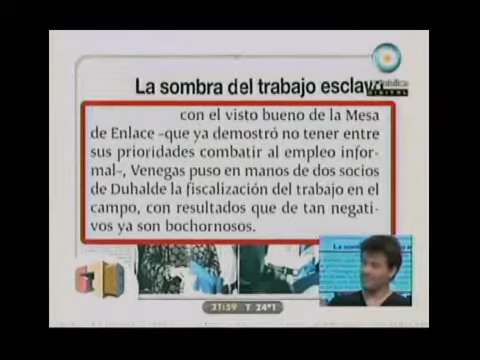 La sombra del trabajo esclavo
con el visto bueno de la Mesa
de Enlace -que ya demostró no tener entre
sus prioridades combatir al empleo infor-
mal-, Venegas puso en manos de dos socios
de Duhalde la fiscalización del trabajo en el
campo, con resultados que de tan negati-
vos ya son bochornosos.
21:59 T 24°1